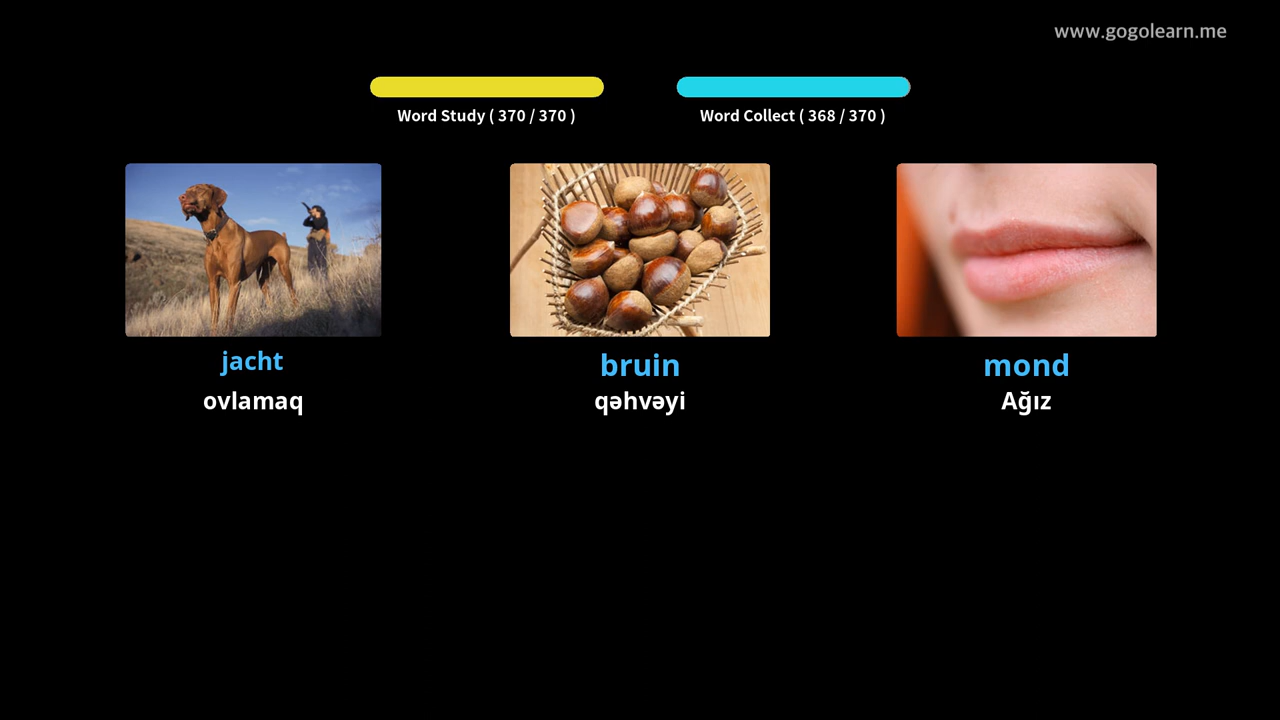 www.gogolearn.me
Word Study ( 370 / 370 )
Word Collect ( 368 / 370 )
jacht
bruin
mond
ovlamaq
qəhvəyi
Ağız